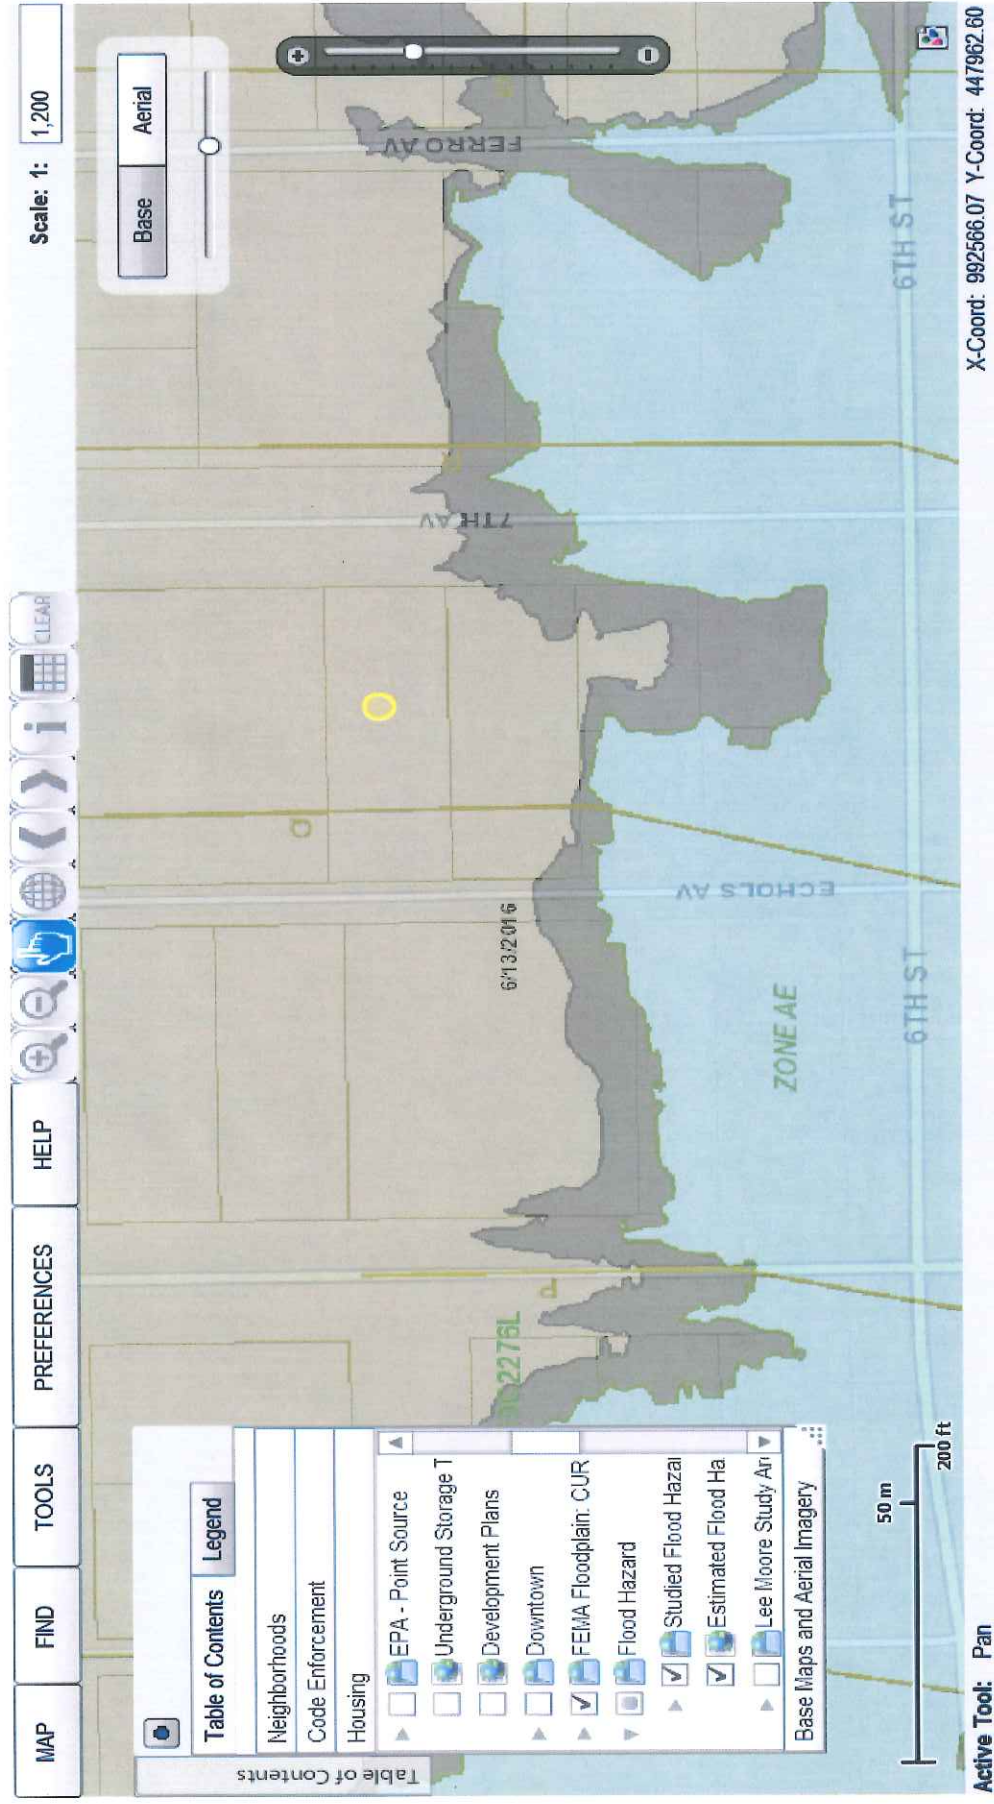 MAP
FIND
TOOLS
PREFERENCES
HELP
CLEAR
Scale: 1: 1,200
Base
Aerial
Table of Contents
Table of Contents
Legend
Neighborhoods
Code Enforcement
Housing
EPA - Point Source
Underground Storage T
Development Plans
Downtown
FEMA Floodplain: CUR
Flood Hazard
Studied Flood Hazar
Estimated Flood Ha
Lee Moore Study Ar
Base Maps and Aerial Imagery
2276L
6/13/2016
ECHOLS AV
7TH AV
FERRO AV
ZONE AE
6TH ST
6TH ST
50 m
200 ft
Active Tool: Pan
X-Coord: 992566.07 Y-Coord: 447962.60